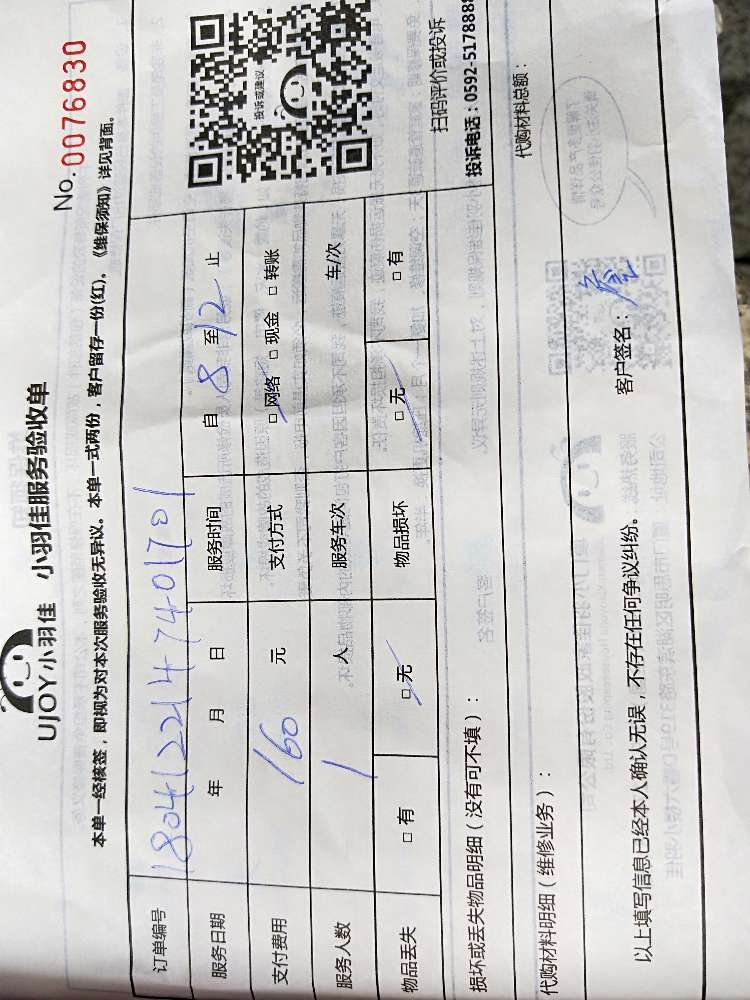 No. 0076830
UJOY小羽佳 小羽佳服务验收单
本单一经核签，即视为对本次服务验收无异议。本单一式两份，客户留存一份(红)。《维保须知》详见背面。
订单编号 1804122147401701
服务日期 年 月 日 服务时间 自 8 至 12 止
支付费用 160 元 支付方式 □网络 □现金 □转账
服务人数 1 人 服务车次 车/次
物品丢失 □有 □无 物品损坏 □无 □有
投诉或建议
扫码评价或投诉
投诉电话：0592-5178888
损坏或丢失物品明细（没有可不填）：
代购材料明细（维修业务）： 代购材料总额：
以上填写信息已经本人确认无误，不存在任何争议纠纷。 客户签名：